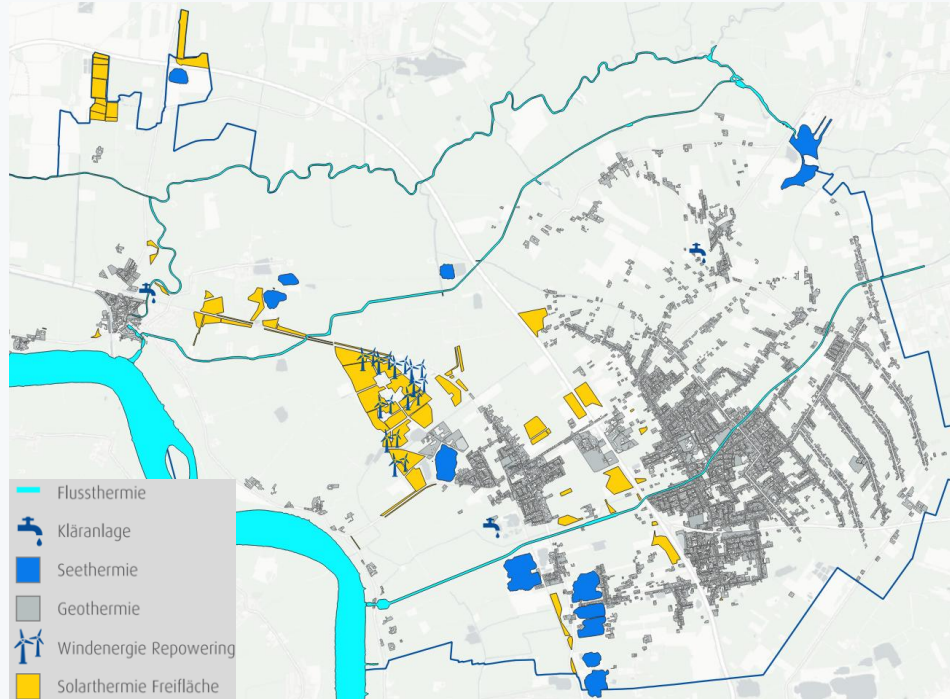 Flussthermie
Kläranlage
Seethermie
Geothermie
Windenergie Repowering
Solarthermie Freifläche